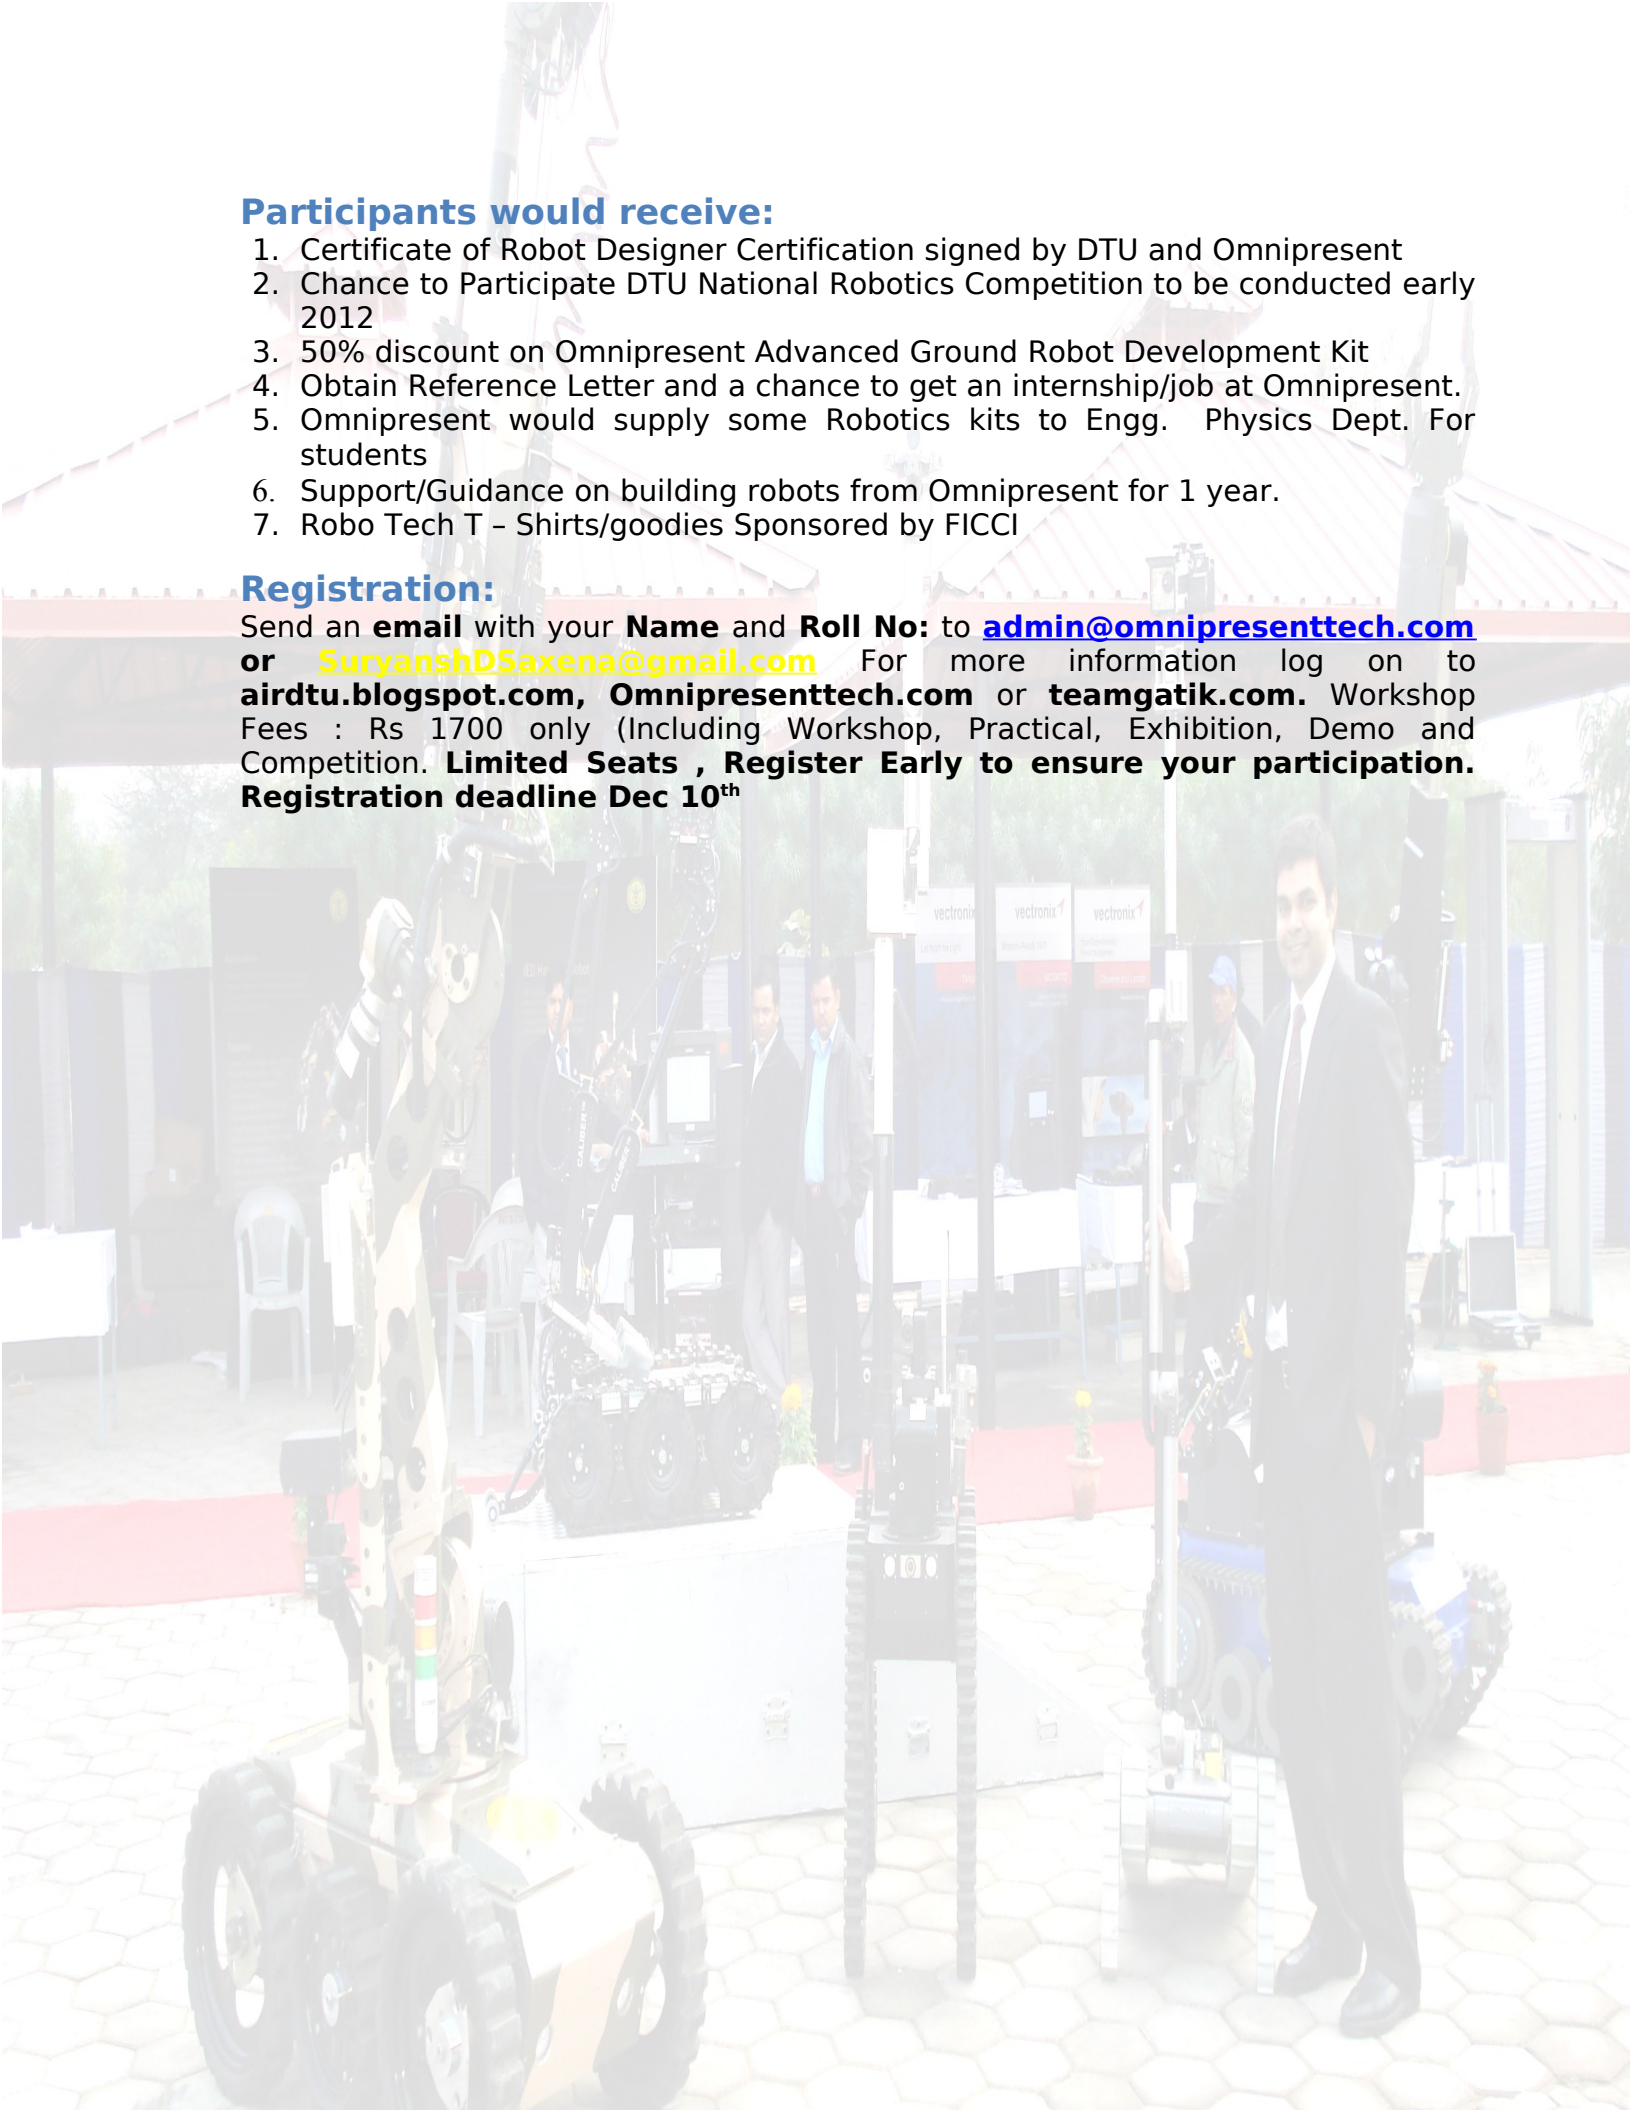 Participants would receive:
1. Certificate of Robot Designer Certification signed by DTU and Omnipresent
2. Chance to Participate DTU National Robotics Competition to be conducted early
2012
3. 50% discount on Omnipresent Advanced Ground Robot Development Kit
4. Obtain Reference Letter and a chance to get an internship/job at Omnipresent.
5. Omnipresent would supply some Robotics kits to Engg. Physics Dept. For
students
6. Support/Guidance on building robots from Omnipresent for 1 year.
7. Robo Tech T – Shirts/goodies Sponsored by FICCI
Registration:
Send an email with your Name and Roll No: to admin@omnipresenttech.com
or SuryanshDSaxena@gmail.com For more information log on to
airdtu.blogspot.com, Omnipresenttech.com or teamgatik.com. Workshop
Fees : Rs 1700 only (Including Workshop, Practical, Exhibition, Demo and
Competition. Limited Seats , Register Early to ensure your participation.
Registration deadline Dec 10th
vectronix vectronix vectronix
CALIBER
CALIBER